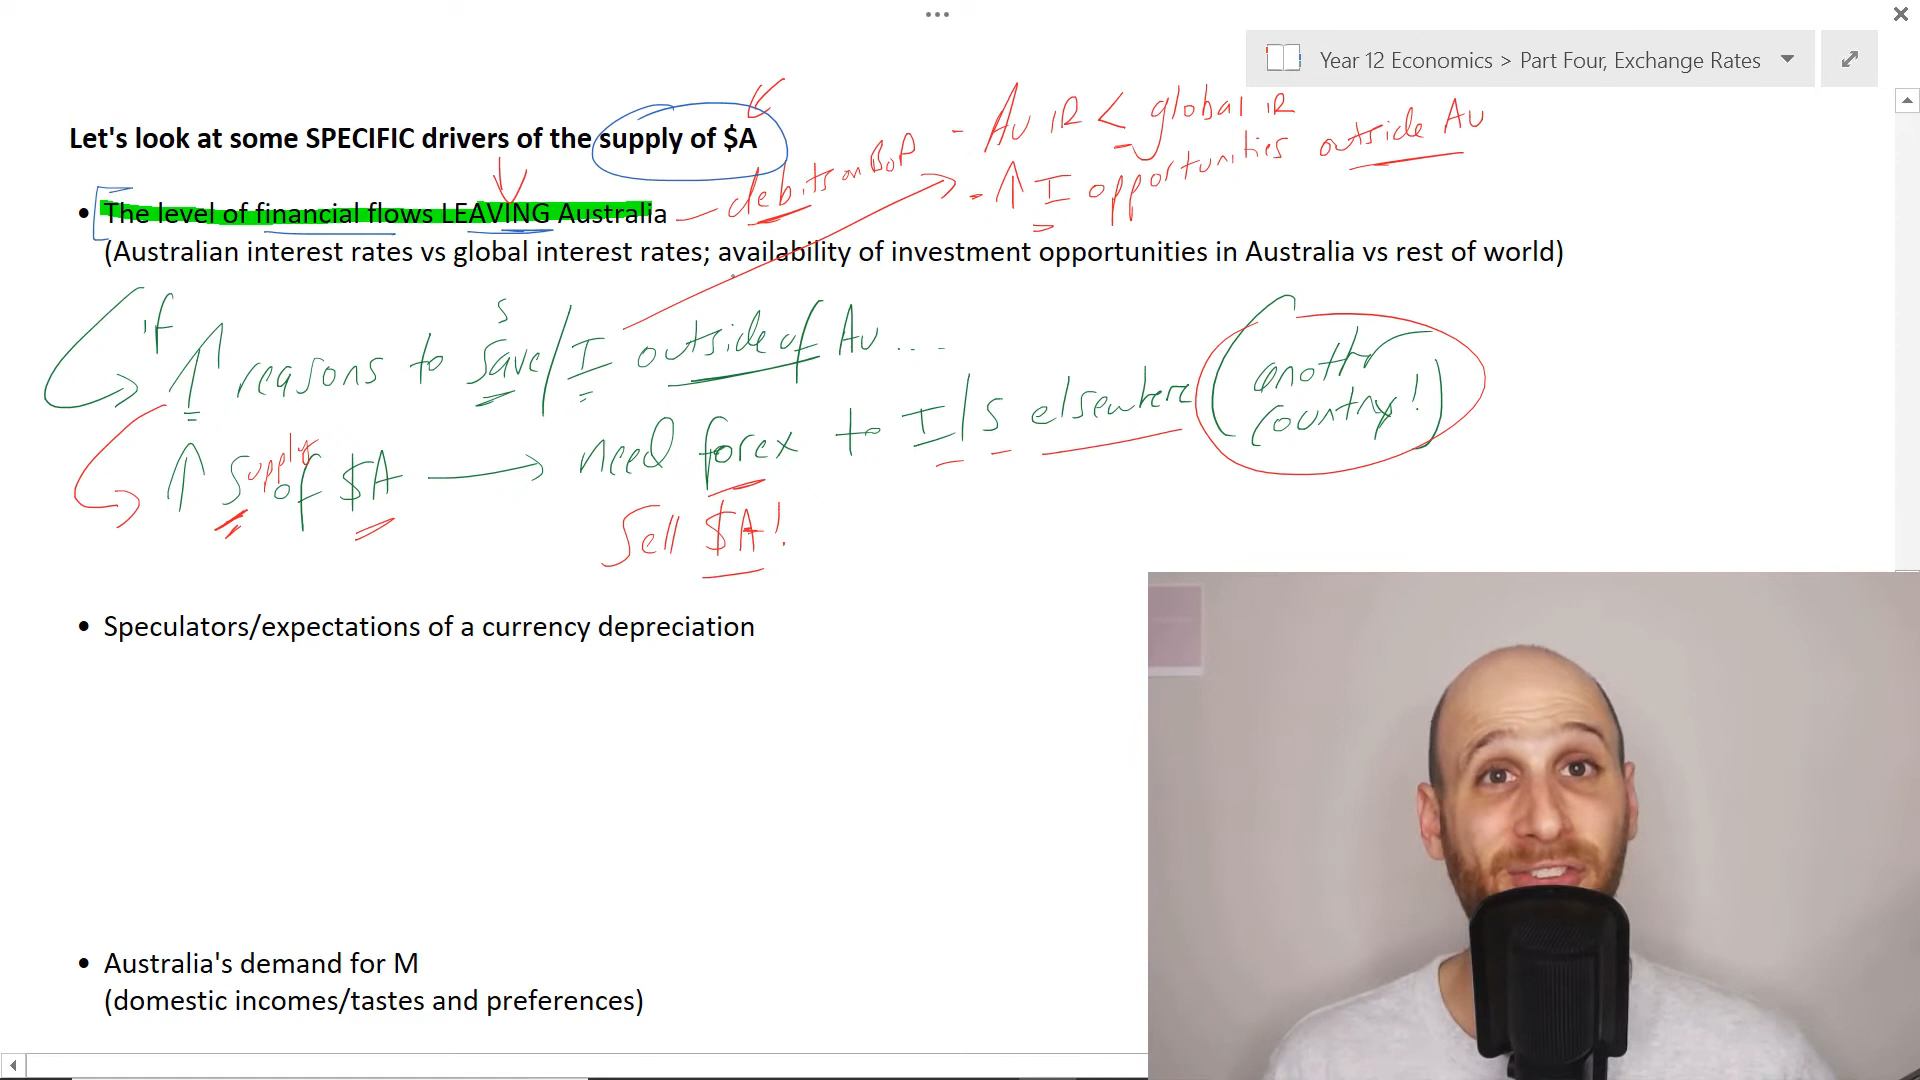 Year 12 Economics > Part Four, Exchange Rates
Let's look at some SPECIFIC drivers of the supply of $A
- Au IR < global IR
- ↑ I opportunities outside Au
debits on BoP
• The level of financial flows LEAVING Australia
(Australian interest rates vs global interest rates; availability of investment opportunities in Australia vs rest of world)
if ↑ reasons to save/I outside of Au ...
S
↑ Supply of $A → need forex to I/S elsewhere (another country!)
Sell $A!
• Speculators/expectations of a currency depreciation
• Australia's demand for M
(domestic incomes/tastes and preferences)